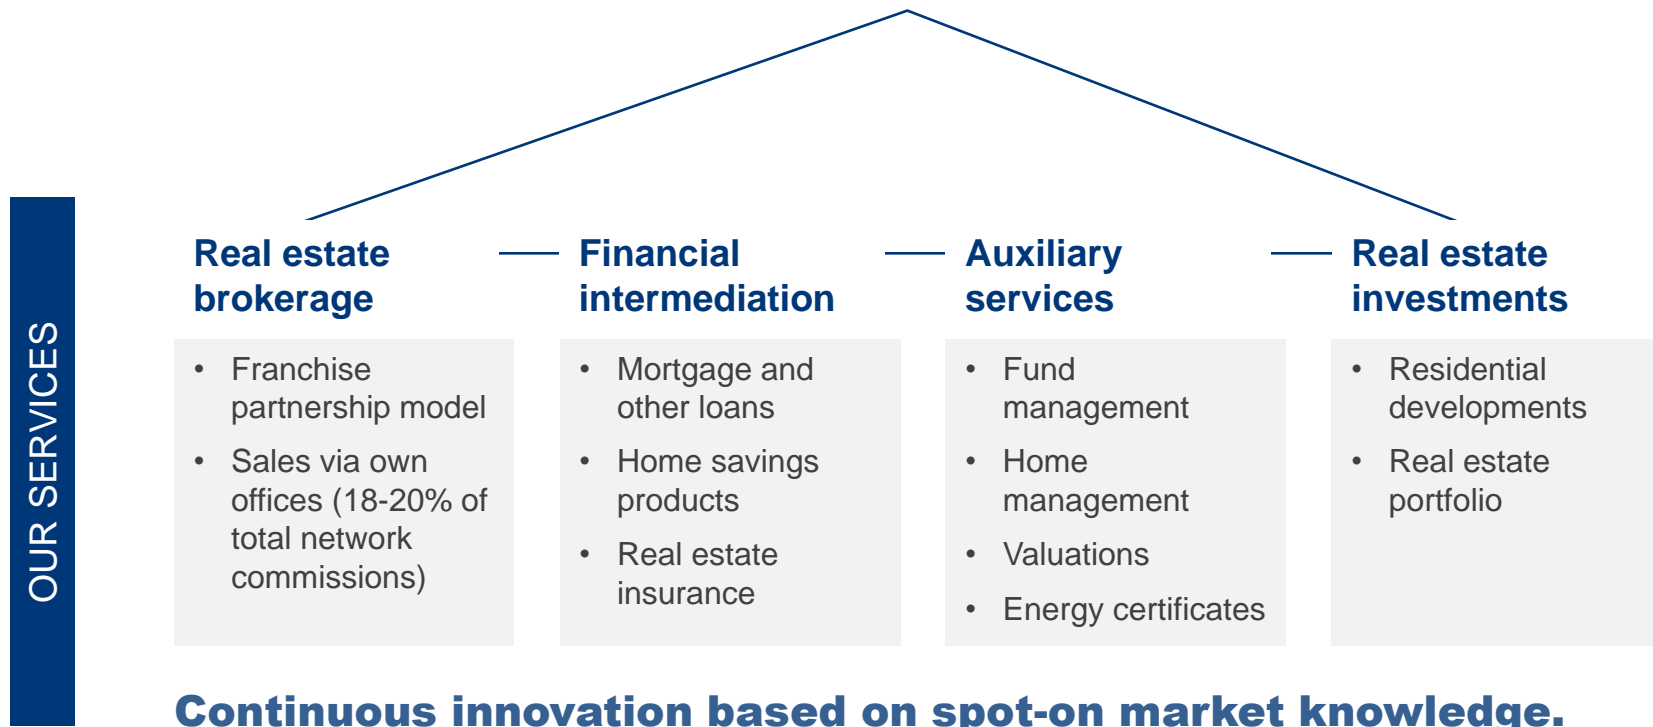 OUR SERVICES
Real estate
brokerage
• Franchise
partnership model
• Sales via own
offices (18-20% of
total network
commissions)
Financial
intermediation
• Mortgage and
other loans
• Home savings
products
• Real estate
insurance
Auxiliary
services
• Fund
management
• Home
management
• Valuations
• Energy certificates
Real estate
investments
• Residential
developments
• Real estate
portfolio
Continuous innovation based on spot-on market knowledge.